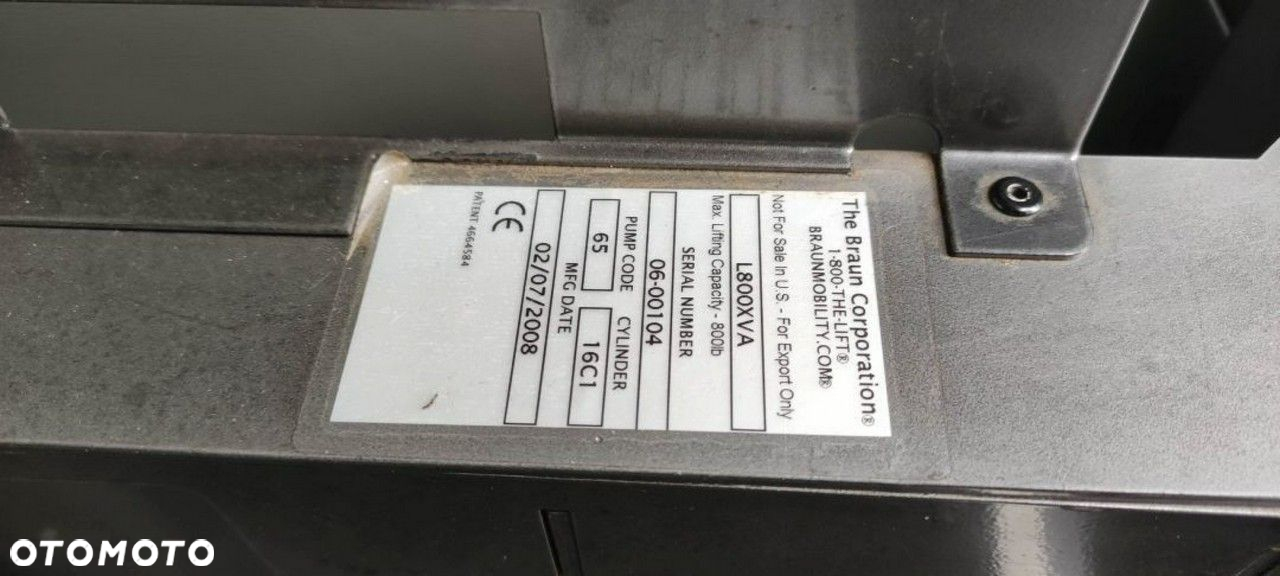 The Braun Corporation®
1-800-THE-LIFT®
BRAUNMOBILITY.COM®
Not For Sale In U.S. - For Export Only
L800XVA
Max. Lifting Capacity - 800lb
SERIAL NUMBER
06-00104
PUMP CODE CYLINDER
65 16C1
MFG DATE
02/07/2008
CE
PATENT 4664584
OTOMOTO